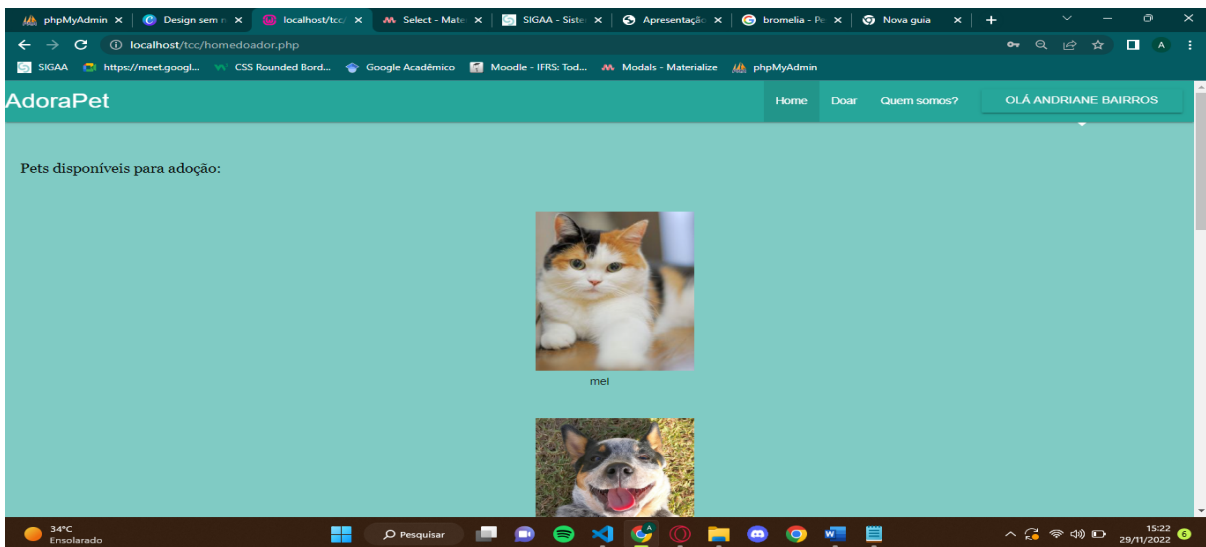 phpMyAdmin
Design sem n
localhost/tcc/
Select - Mate
SIGAA - Siste
Apresentação
bromelia - Pe
Nova guia
localhost/tcc/homedoador.php
A
SIGAA
https://meet.googl...
CSS Rounded Bord...
Google Acadêmico
Moodle - IFRS: Tod...
Modals - Materialize
phpMyAdmin
AdoraPet
Home
Doar
Quem somos?
OLÁ ANDRIANE BAIRROS
Pets disponíveis para adoção:
mel
34°C
Ensolarado
Pesquisar
15:22
29/11/2022
6